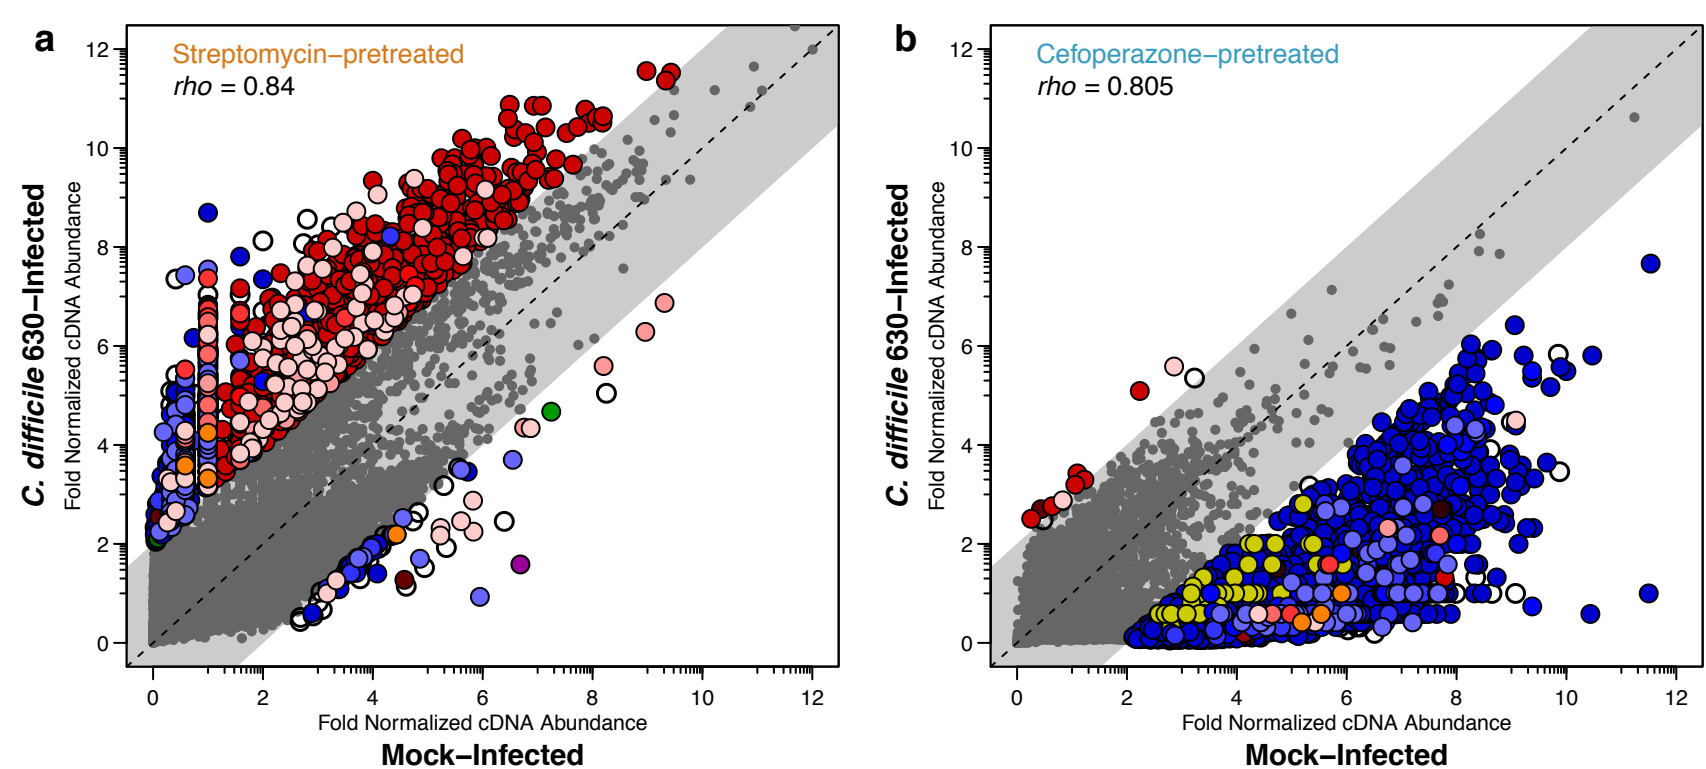 a
Streptomycin−pretreated
rho = 0.84
C. difficile 630−Infected
Fold Normalized cDNA Abundance
12
10
8
6
4
2
0
0 2 4 6 8 10 12
Fold Normalized cDNA Abundance
Mock−Infected
b
Cefoperazone−pretreated
rho = 0.805
C. difficile 630−Infected
Fold Normalized cDNA Abundance
12
10
8
6
4
2
0
0 2 4 6 8 10 12
Fold Normalized cDNA Abundance
Mock−Infected